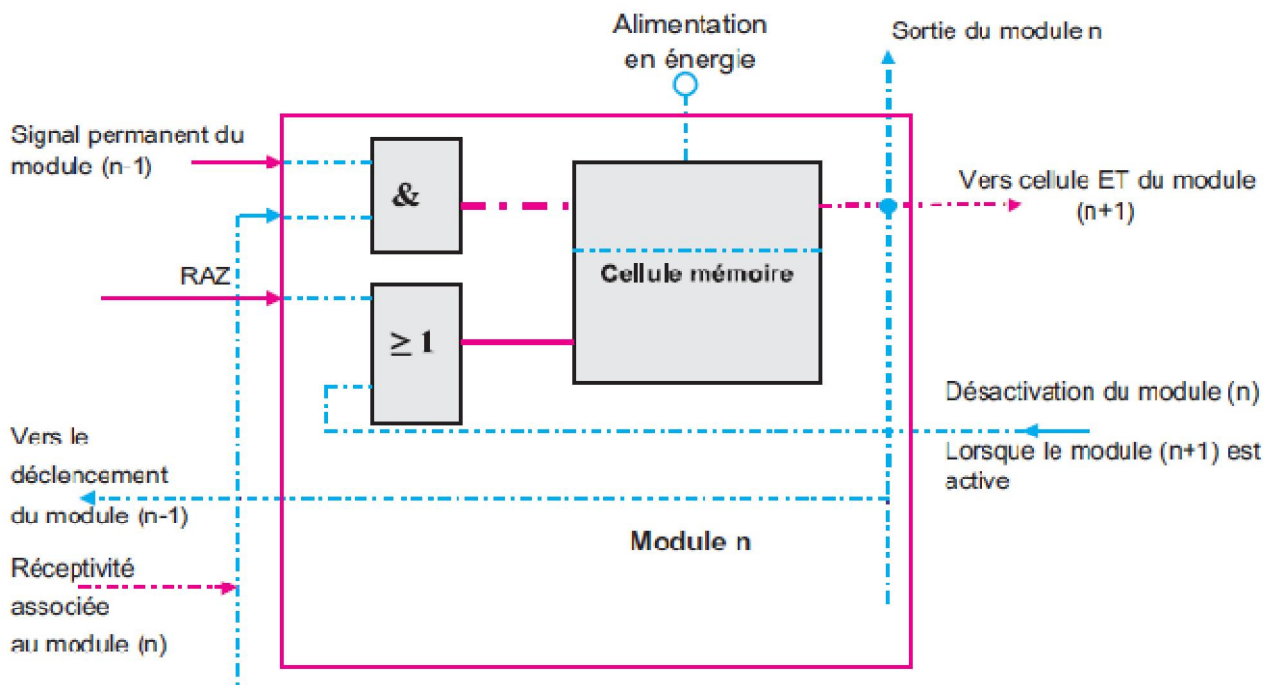 Alimentation
en énergie
Sortie du module n
Signal permanent du
module (n-1)
&
Vers cellule ET du module
(n+1)
RAZ
Cellule mémoire
≥ 1
Désactivation du module (n)
Lorsque le module (n+1) est
active
Vers le
déclencement
du module (n-1)
Module n
Réceptivité
associée
au module (n)